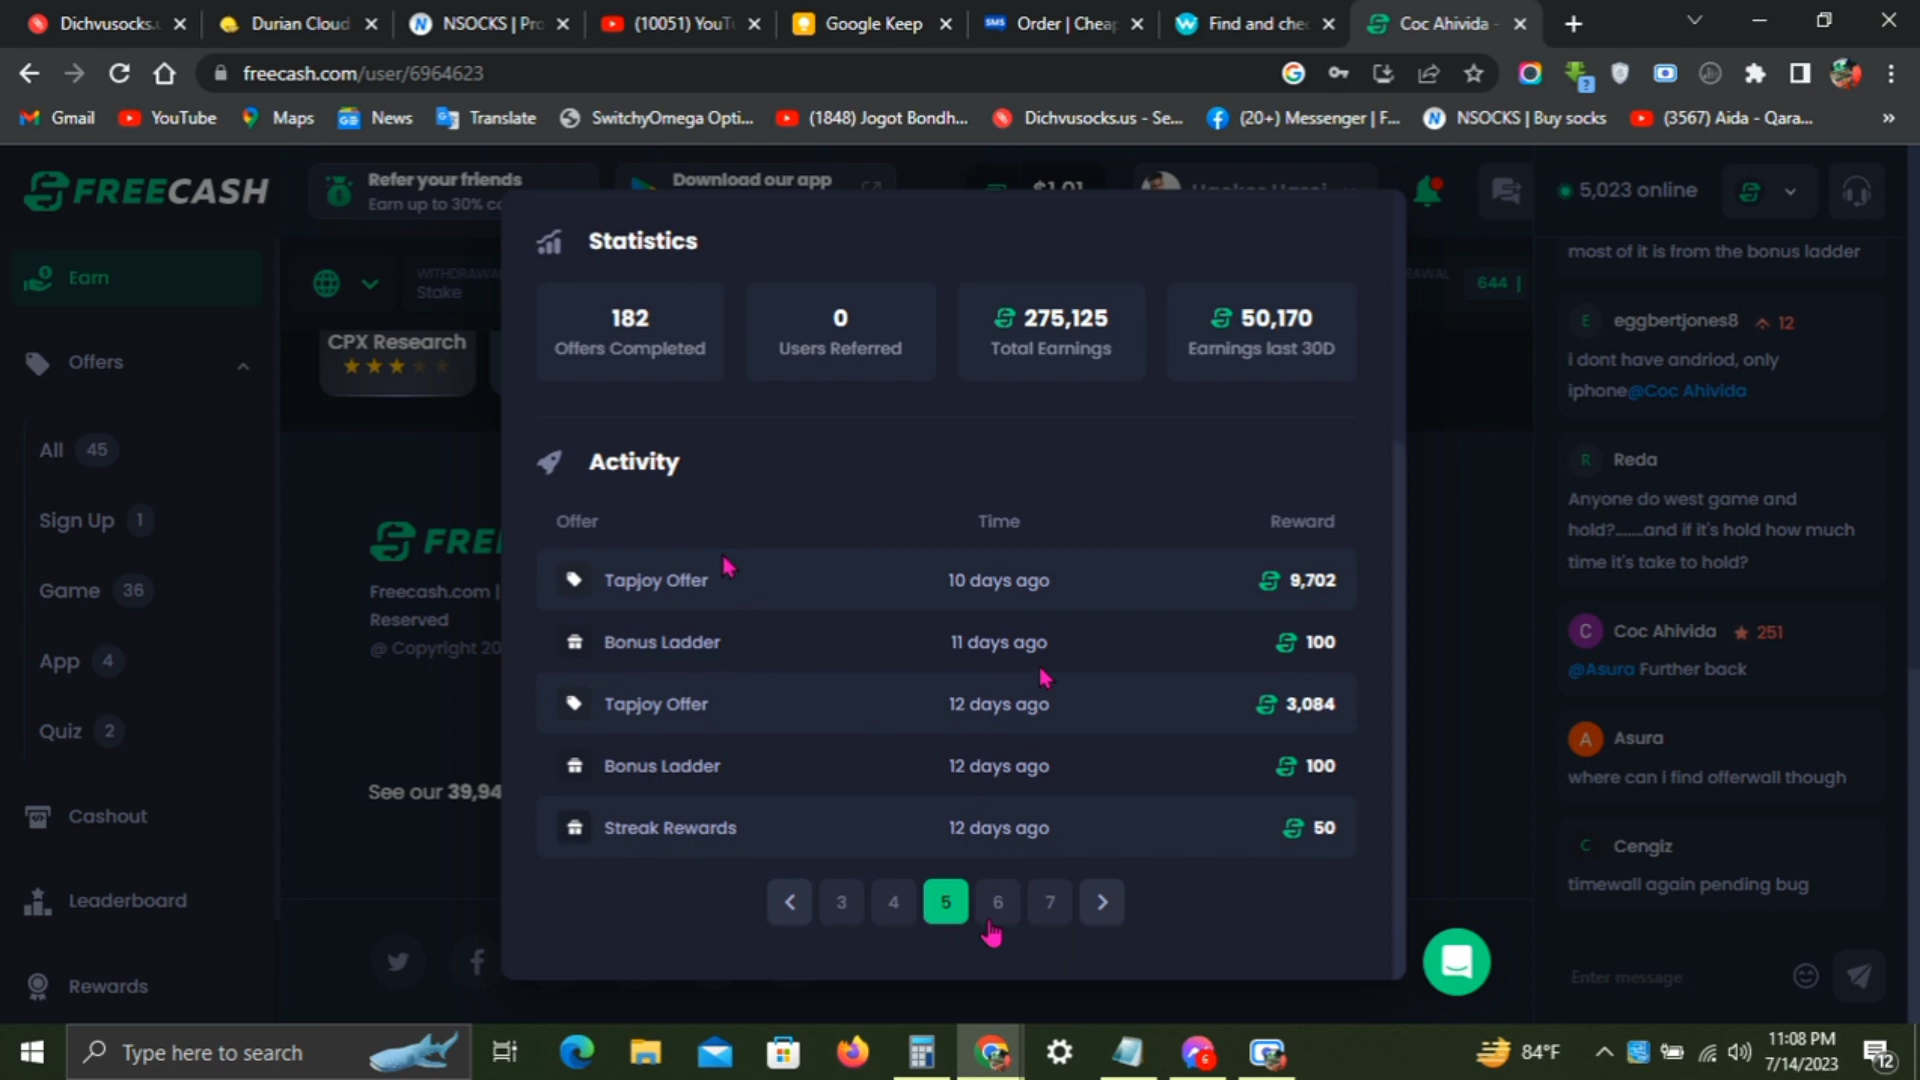 Dichvusocks.
Durian Cloud
NSOCKS | Pro
(10051) YouTu
Google Keep
SMS Order | Cheap
Find and chec
Coc Ahivida -
freecash.com/user/6964623
Gmail
YouTube
Maps
News
Translate
SwitchyOmega Opti...
(1848) Jogot Bondh...
Dichvusocks.us - Se...
(20+) Messenger | F...
NSOCKS | Buy socks
(3567) Aida - Qara...
»
FREECASH
Refer your friends
Earn up to 30% co
Download our app
5,023 online
Earn
Offers
All 45
Sign Up 1
Game 36
App 4
Quiz 2
Cashout
Leaderboard
Rewards
WITHDRAWA
Stake
RAWAL
644
CPX Research
FREE
Freecash.com |
Reserved
@ Copyright 20
See our 39,94
Statistics
182
Offers Completed
0
Users Referred
275,125
Total Earnings
50,170
Earnings last 30D
Activity
Offer Time Reward
Tapjoy Offer 10 days ago 9,702
Bonus Ladder 11 days ago 100
Tapjoy Offer 12 days ago 3,084
Bonus Ladder 12 days ago 100
Streak Rewards 12 days ago 50
3 4 5 6 7
most of it is from the bonus ladder
E eggbertjones8 12
i dont have andriod, only
iphone@Coc Ahivida
R Reda
Anyone do west game and
hold?.......and if it's hold how much
time it's take to hold?
C Coc Ahivida 251
@Asura Further back
A Asura
where can i find offerwall though
C Cengiz
timewall again pending bug
Enter message
Type here to search
6
84°F
11:08 PM
7/14/2023
12